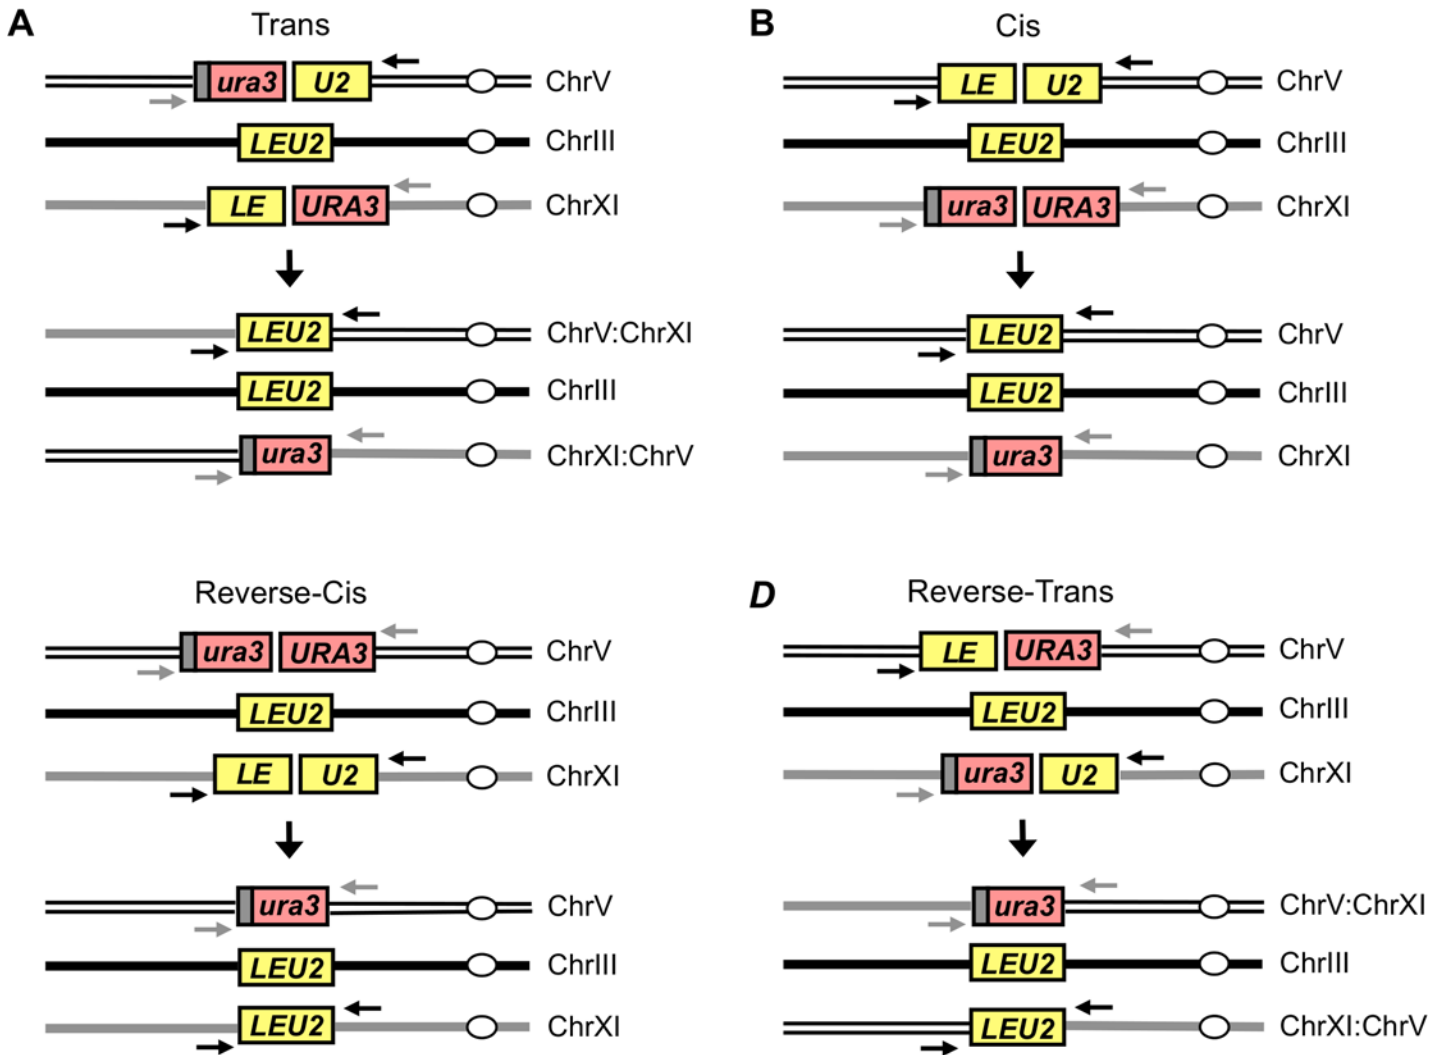 A Trans
ura3 U2 ChrV
LEU2 ChrIII
LE URA3 ChrXI
LEU2 ChrV:ChrXI
LEU2 ChrIII
ura3 ChrXI:ChrV
B Cis
LE U2 ChrV
LEU2 ChrIII
ura3 URA3 ChrXI
LEU2 ChrV
LEU2 ChrIII
ura3 ChrXI
Reverse-Cis
ura3 URA3 ChrV
LEU2 ChrIII
LE U2 ChrXI
ura3 ChrV
LEU2 ChrIII
LEU2 ChrXI
D Reverse-Trans
LE URA3 ChrV
LEU2 ChrIII
ura3 U2 ChrXI
ura3 ChrV:ChrXI
LEU2 ChrIII
LEU2 ChrXI:ChrV